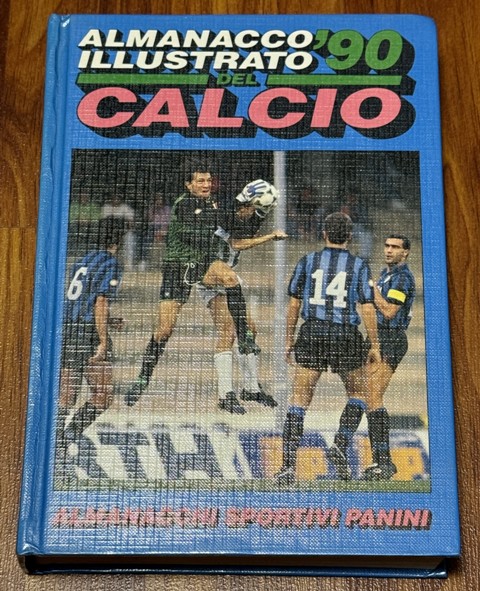 ALMANACCO '90
ILLUSTRATO
DEL
CALCIO
6
14
ALMANACCHI SPORTIVI PANINI